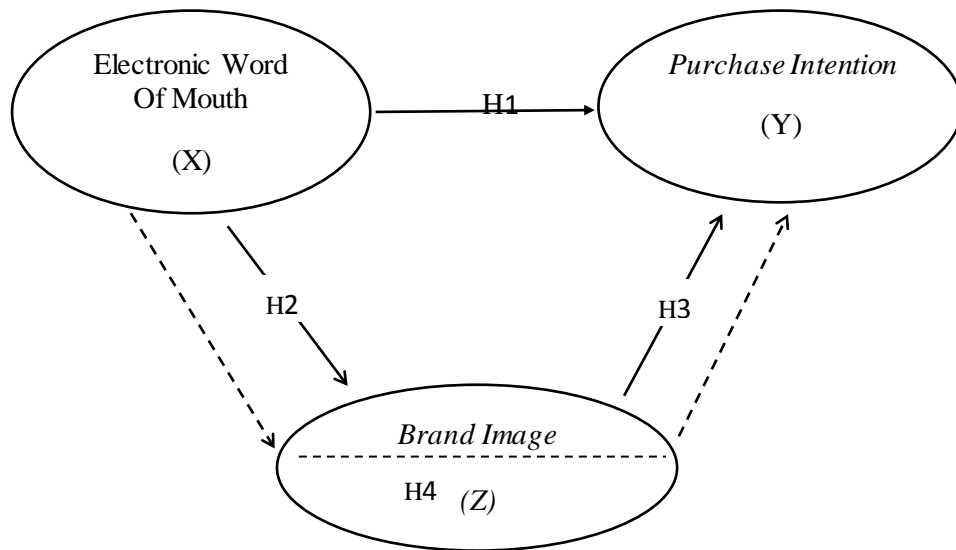 Electronic Word
Of Mouth
(X)
H1
Purchase Intention
(Y)
H2
H3
Brand Image
H4 (Z)